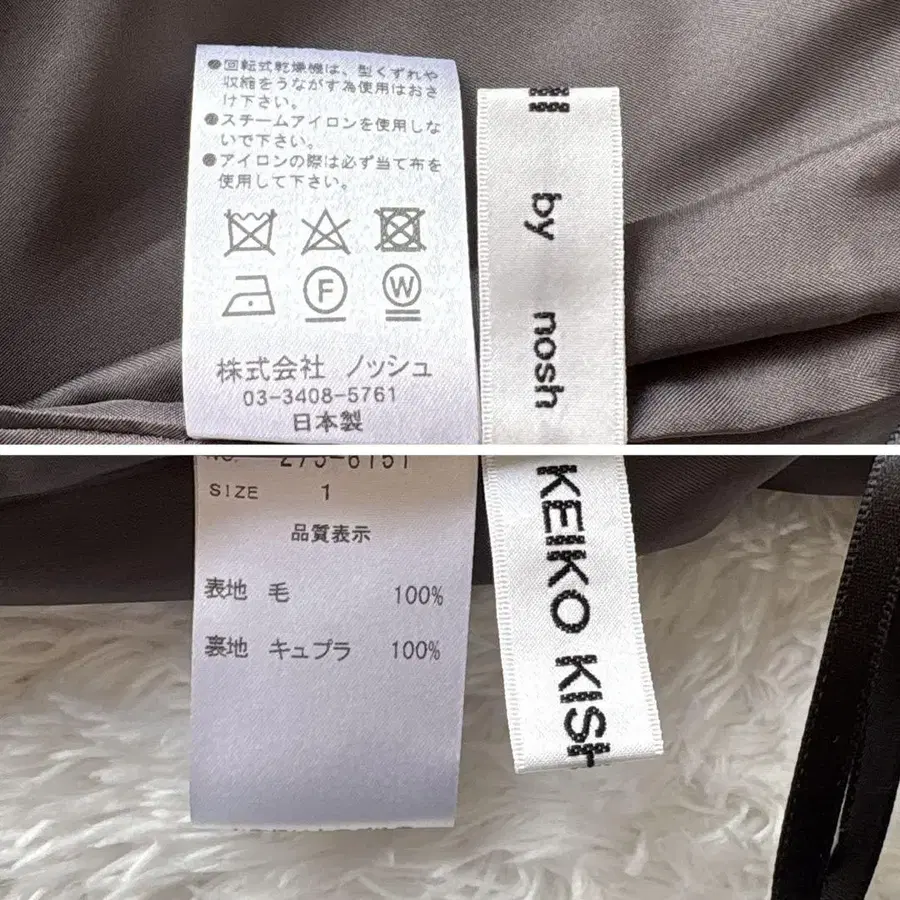 ●回転式乾燥機は、型くずれや
収縮をうながす為使用はおさ
け下さい。
●スチームアイロンを使用しな
いで下さい。
●アイロンの際は必ず当て布を
使用して下さい。
F
W
株式会社 ノッシュ
03-3408-5761
日本製
by nosh
275-6151
SIZE 1
品質表示
表地 毛 100%
裏地 キュプラ 100%
KEIKO KIS